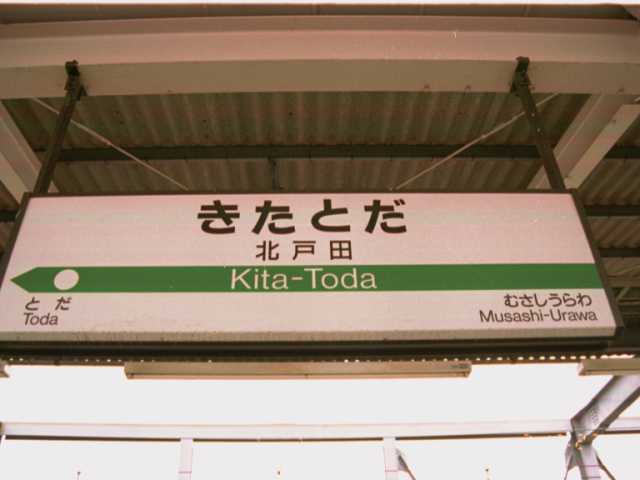 きたとだ
北戸田
Kita-Toda
とだ
Toda
むさしうらわ
Musashi-Urawa